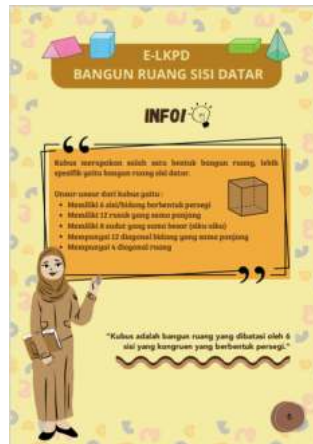 E-LKPD
BANGUN RUANG SISI DATAR
INFO!
Kubus merupakan salah satu bentuk bangun ruang, lebih
spesifik yaitu bangun ruang sisi datar.
Unsur-unsur dari kubus yaitu :
Memiliki 6 sisi/bidang berbentuk persegi
Memiliki 12 rusuk yang sama panjang
Memiliki 8 sudut yang sama besar (siku siku)
Mempunyai 12 diagonal bidang yang sama panjang
Mempunyai 4 diagonal ruang
"Kubus adalah bangun ruang yang dibatasi oleh 6
sisi yang kongruen yang berbentuk persegi."
6